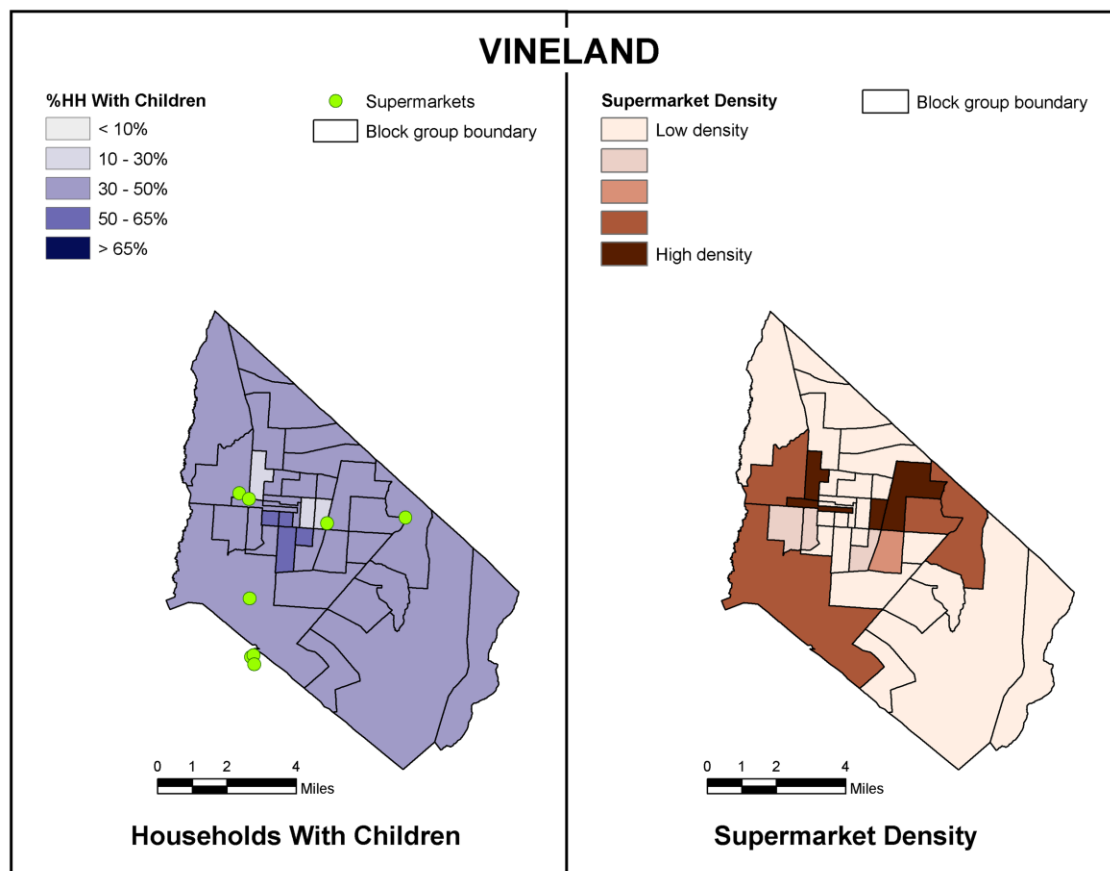 VINELAND
%HH With Children
< 10%
10 - 30%
30 - 50%
50 - 65%
> 65%
Supermarkets
Block group boundary
0 1 2 4
Miles
Households With Children
Supermarket Density
Low density
High density
Block group boundary
0 1 2 4
Miles
Supermarket Density